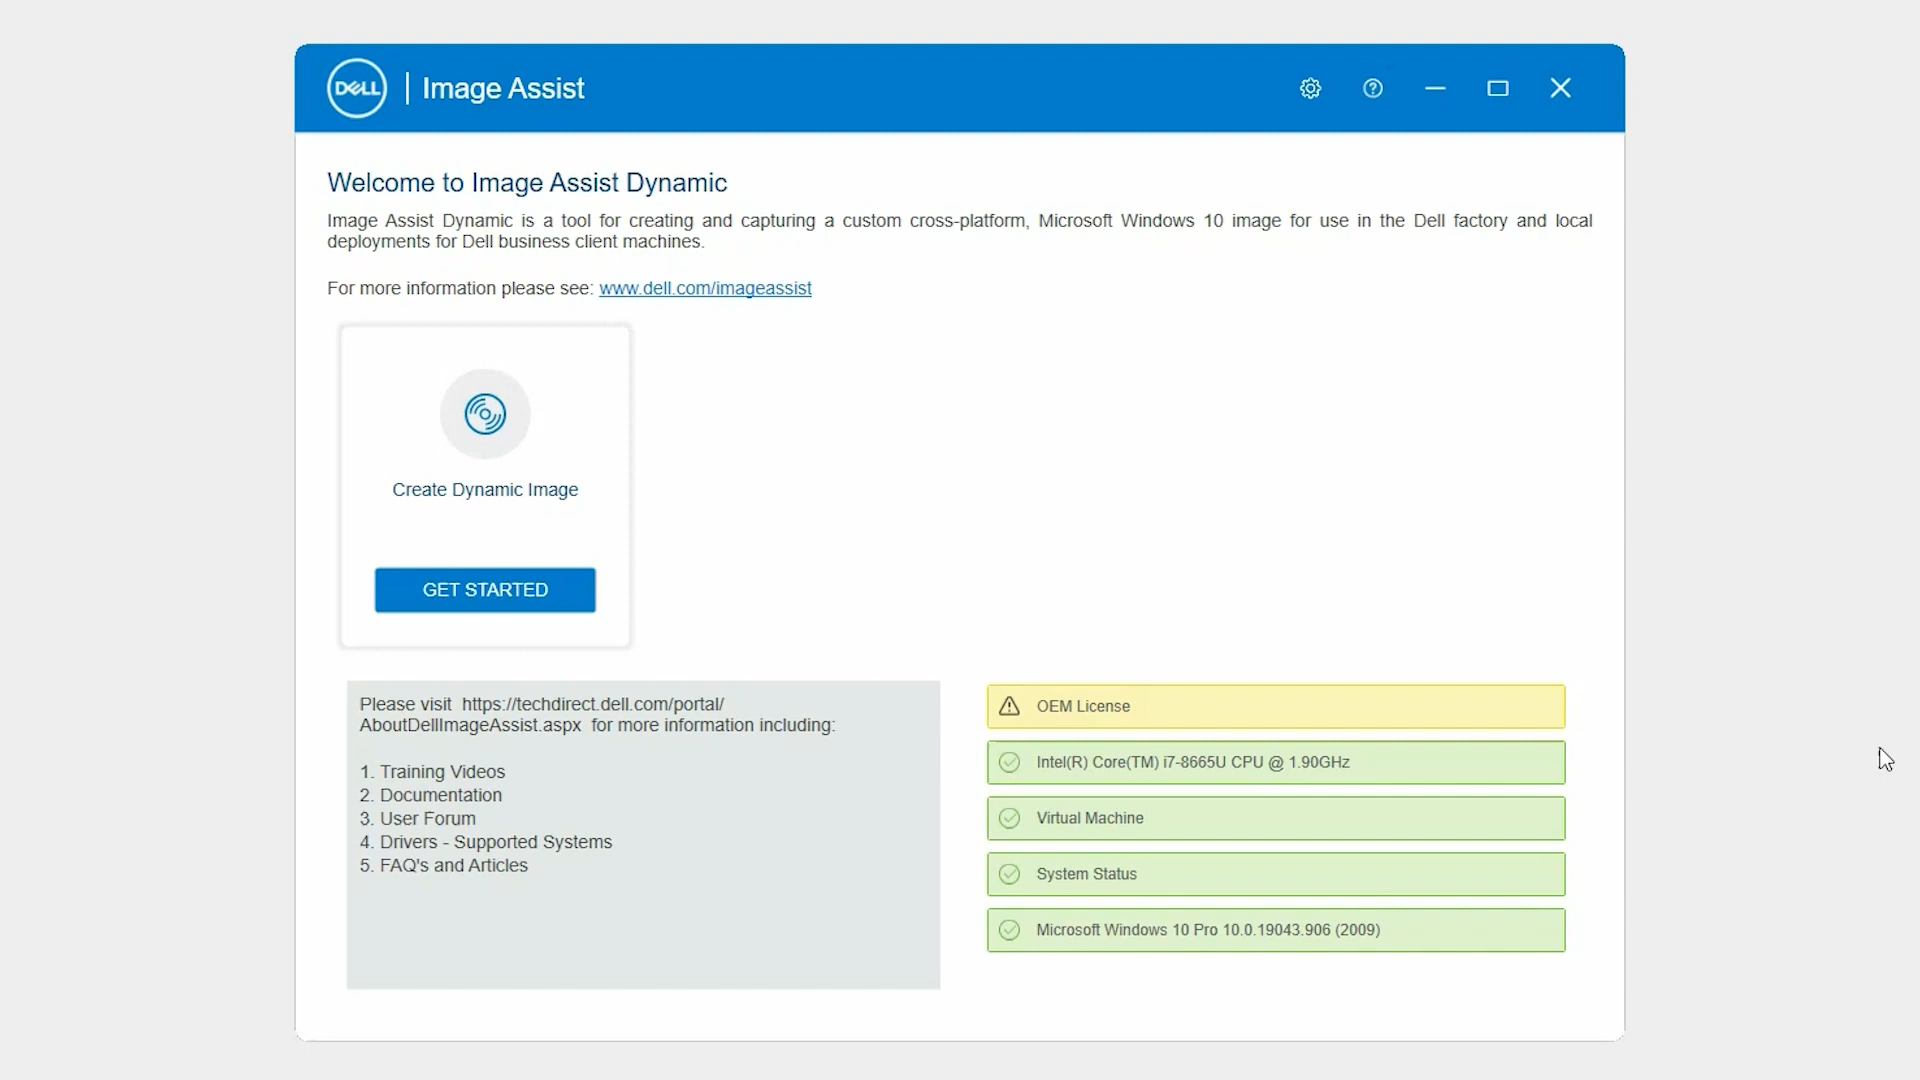 DELL | Image Assist
Welcome to Image Assist Dynamic
Image Assist Dynamic is a tool for creating and capturing a custom cross-platform, Microsoft Windows 10 image for use in the Dell factory and local
deployments for Dell business client machines.
For more information please see: www.dell.com/imageassist
Create Dynamic Image
GET STARTED
Please visit https://techdirect.dell.com/portal/
AboutDellImageAssist.aspx for more information including:
1. Training Videos
2. Documentation
3. User Forum
4. Drivers - Supported Systems
5. FAQ's and Articles
OEM License
Intel(R) Core(TM) i7-8665U CPU @ 1.90GHz
Virtual Machine
System Status
Microsoft Windows 10 Pro 10.0.19043.906 (2009)